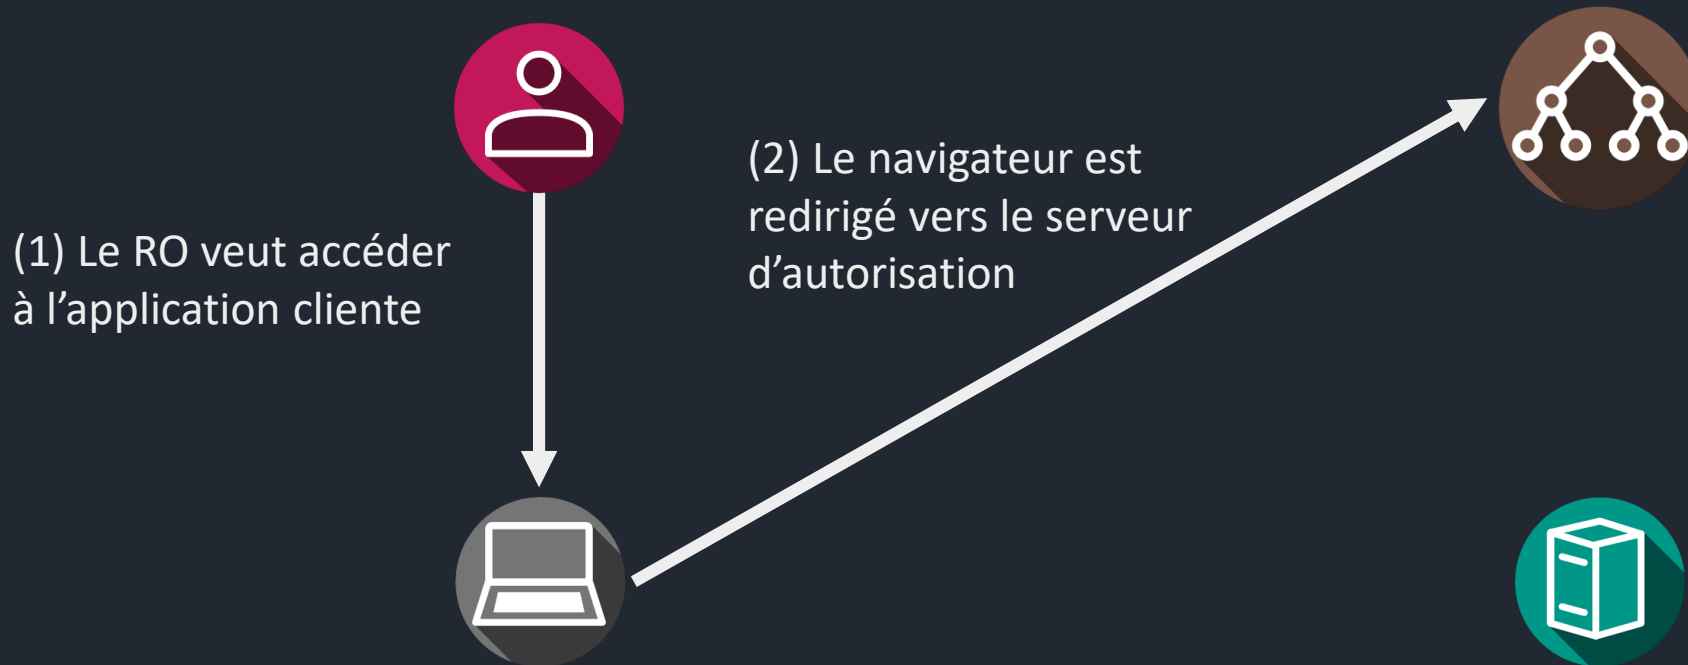 (1) Le RO veut accéder
à l’application cliente
(2) Le navigateur est
redirigé vers le serveur
d’autorisation